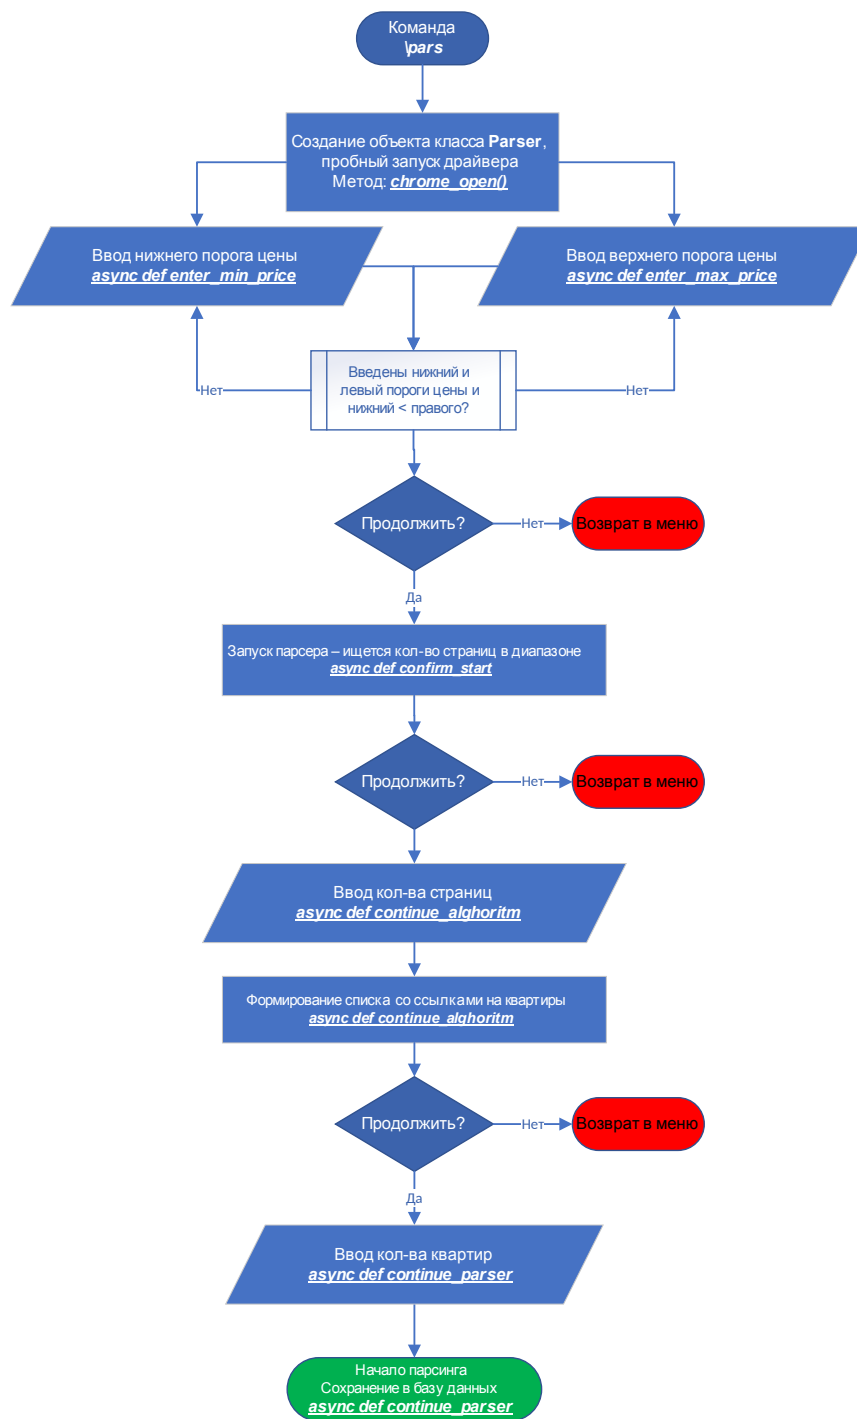 Команда
\pars
Создание объекта класса Parser,
пробный запуск драйвера
Метод: chrome_open()
Ввод нижнего порога цены
async def enter_min_price
Ввод верхнего порога цены
async def enter_max_price
Введены нижний и
левый пороги цены и
нижний < правого?
Нет
Нет
Продолжить?
Нет
Возврат в меню
Да
Запуск парсера – ищется кол-во страниц в диапазоне
async def confirm_start
Продолжить?
Нет
Возврат в меню
Ввод кол-ва страниц
async def continue_alghoritm
Формирование списка со ссылками на квартиры
async def continue_alghoritm
Продолжить?
Нет
Возврат в меню
Да
Ввод кол-ва квартир
async def continue_parser
Начало парсинга
Сохранение в базу данных
async def continue_parser